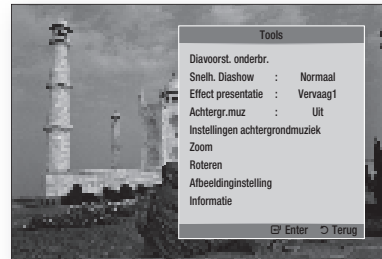 Tools
Diavoorst. onderbr.
Snelh. Diashow : Normaal
Effect presentatie : Vervaag1
Achtergr.muz : Uit
Instellingen achtergrondmuziek
Zoom
Roteren
Afbeeldinginstelling
Informatie
Enter Terug